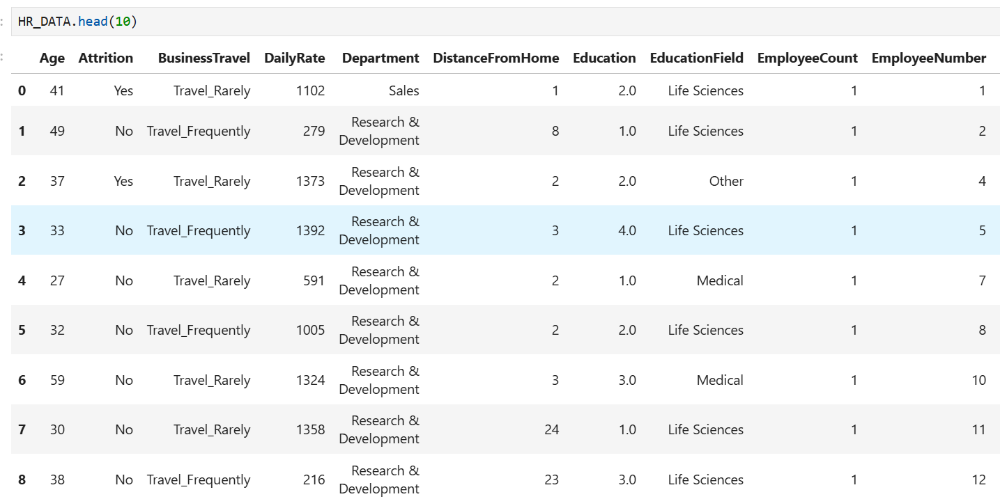 HR_DATA.head(10)
Age Attrition BusinessTravel DailyRate Department DistanceFromHome Education EducationField EmployeeCount EmployeeNumber
0 41 Yes Travel_Rarely 1102 Sales 1 2.0 Life Sciences 1 1
1 49 No Travel_Frequently 279 Research & Development 8 1.0 Life Sciences 1 2
2 37 Yes Travel_Rarely 1373 Research & Development 2 2.0 Other 1 4
3 33 No Travel_Frequently 1392 Research & Development 3 4.0 Life Sciences 1 5
4 27 No Travel_Rarely 591 Research & Development 2 1.0 Medical 1 7
5 32 No Travel_Frequently 1005 Research & Development 2 2.0 Life Sciences 1 8
6 59 No Travel_Rarely 1324 Research & Development 3 3.0 Medical 1 10
7 30 No Travel_Rarely 1358 Research & Development 24 1.0 Life Sciences 1 11
8 38 No Travel_Frequently 216 Research & Development 23 3.0 Life Sciences 1 12